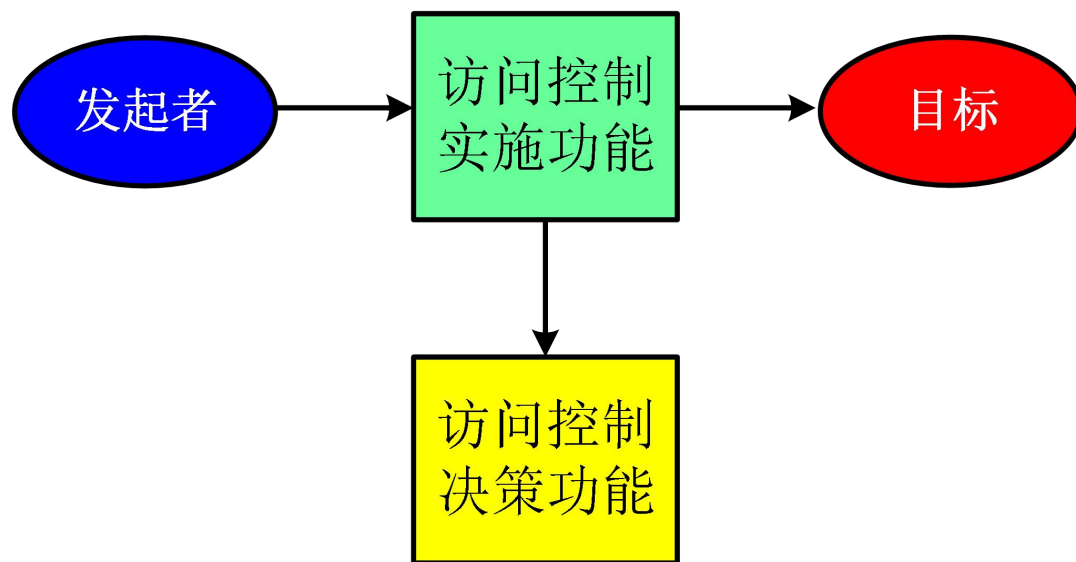 发起者
访问控制
实施功能
目标
访问控制
决策功能